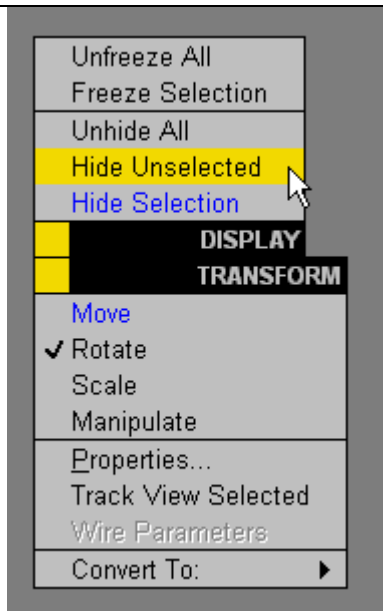 Unfreeze All
Freeze Selection
Unhide All
Hide Unselected
Hide Selection
DISPLAY
TRANSFORM
Move
Rotate
Scale
Manipulate
Properties...
Track View Selected
Wire Parameters
Convert To: